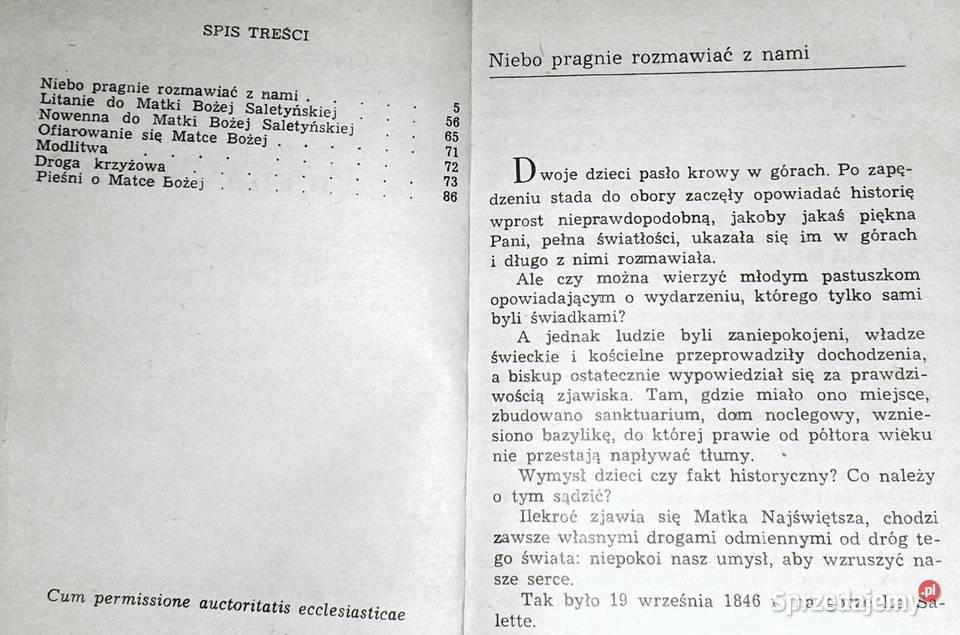 SPIS TREŚCI
Niebo pragnie rozmawiać z nami . . . . . 5
Litanie do Matki Bożej Saletyńskiej . . . 56
Nowenna do Matki Bożej Saletyńskiej . . 65
Ofiarowanie się Matce Bożej . . . . . . 71
Modlitwa . . . . . . . . . . 72
Droga krzyżowa . . . . . . . . . 73
Pieśni o Matce Bożej . . . . . . . . 86
Cum permissione auctoritatis ecclesiasticae
Niebo pragnie rozmawiać z nami
Dwoje dzieci pasło krowy w górach. Po zapę-
dzeniu stada do obory zaczęły opowiadać historię
wprost nieprawdopodobną, jakoby jakaś piękna
Pani, pełna światłości, ukazała się im w górach
i długo z nimi rozmawiała.
Ale czy można wierzyć młodym pastuszkom
opowiadającym o wydarzeniu, którego tylko sami
byli świadkami?
A jednak ludzie byli zaniepokojeni, władze
świeckie i kościelne przeprowadziły dochodzenia,
a biskup ostatecznie wypowiedział się za prawdzi-
wością zjawiska. Tam, gdzie miało ono miejsce,
zbudowano sanktuarium, dom noclegowy, wznie-
siono bazylikę, do której prawie od półtora wieku
nie przestają napływać tłumy.
Wymysł dzieci czy fakt historyczny? Co należy
o tym sądzić?
Ilekroć zjawia się Matka Najświętsza, chodzi
zawsze własnymi drogami odmiennymi od dróg te-
go świata: niepokoi nasz umysł, aby wzruszyć na-
sze serce.
Tak było 19 września 1846 La Sa-
lette.
Sprzedajemy.pl